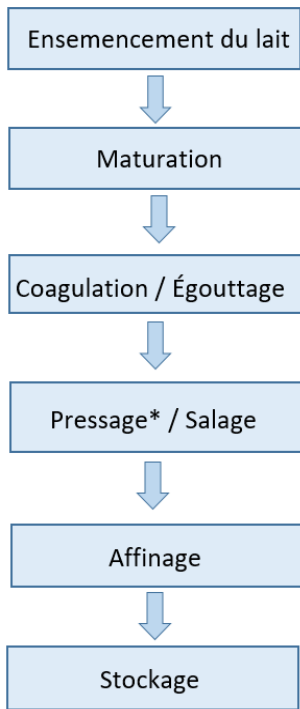 Ensemencement du lait
Maturation
Coagulation / Égouttage
Pressage* / Salage
Affinage
Stockage